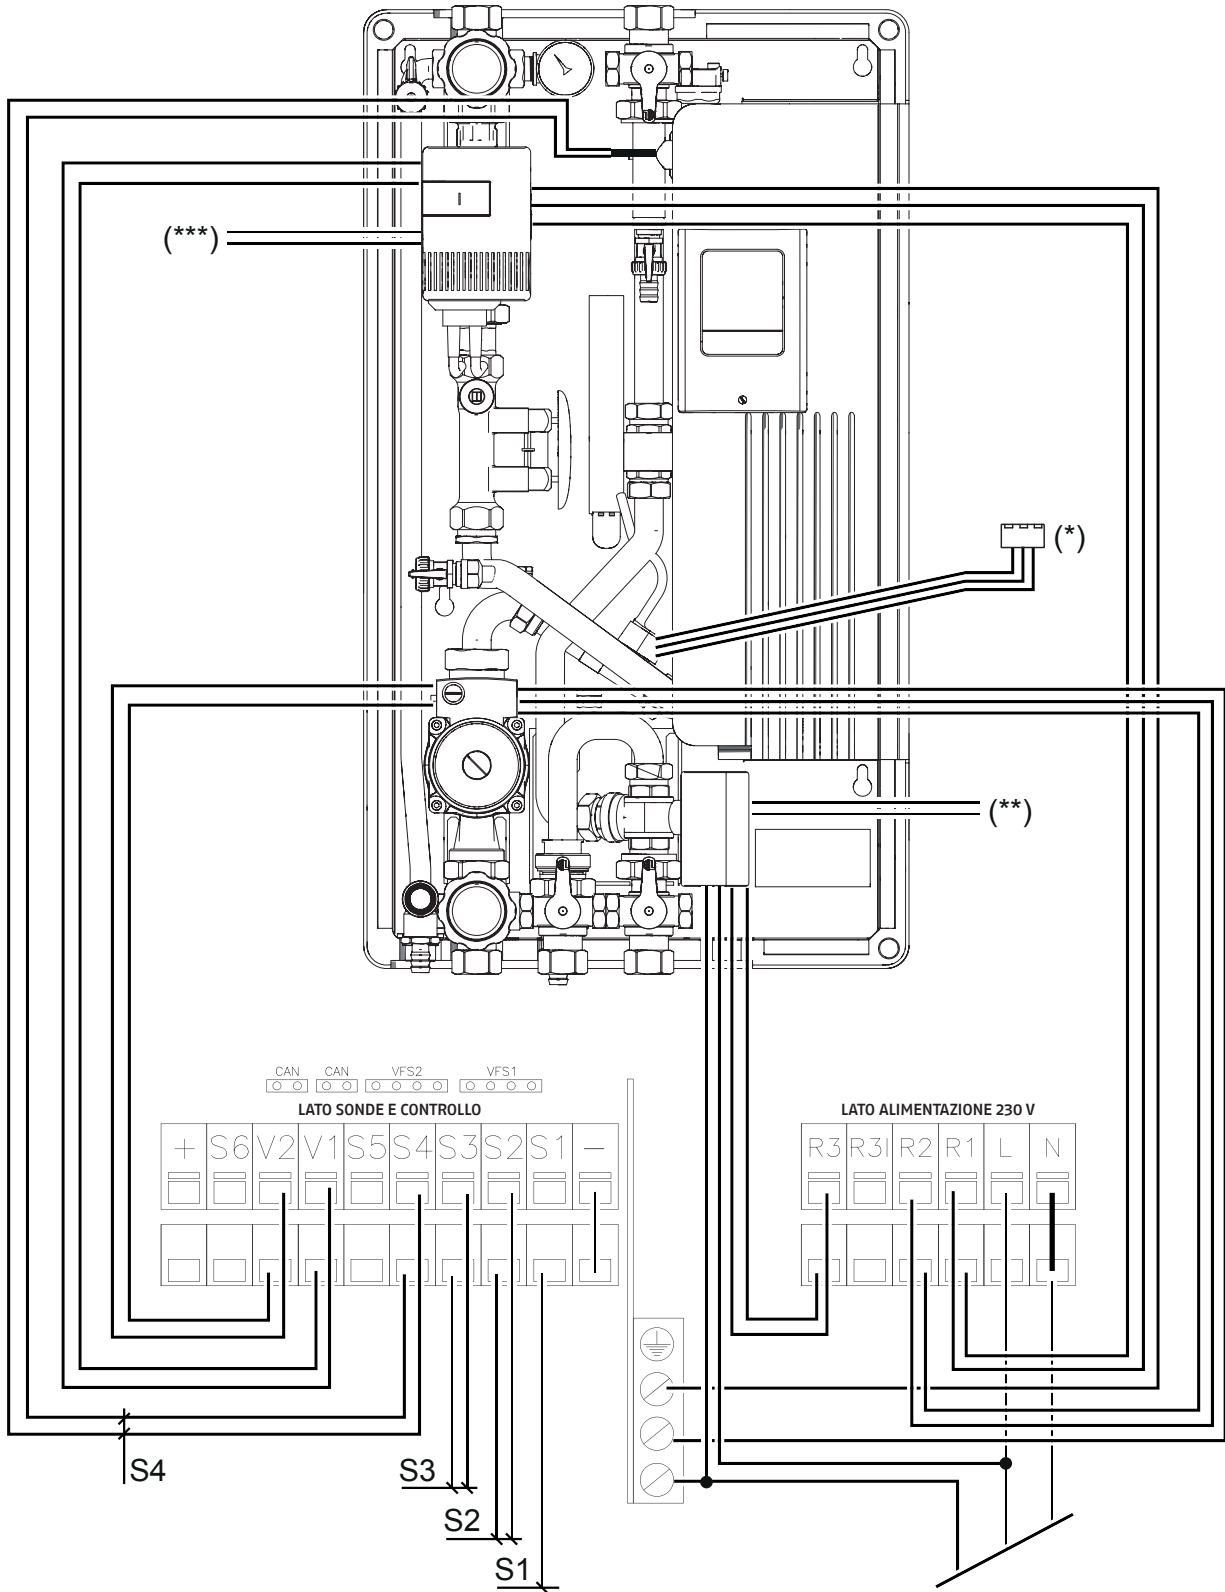 (***)
(*)
(**)
CAN CAN VFS2 VFS1
LATO SONDE E CONTROLLO
LATO ALIMENTAZIONE 230 V
+ S6 V2 V1 S5 S4 S3 S2 S1 −
R3 R3I R2 R1 L N
S4
S3
S2
S1